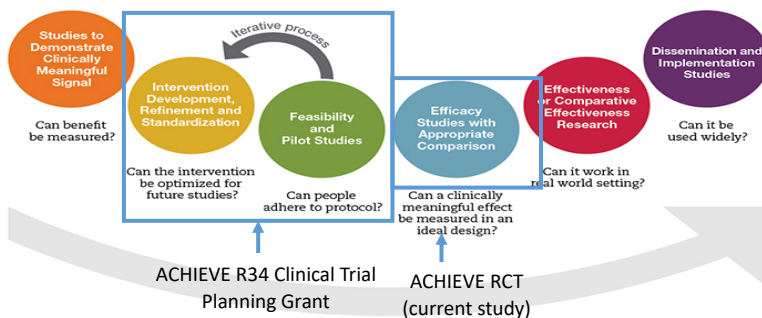 Studies to
Demonstrate
Clinically
Meaningful
Signal
Can benefit
be measured?
Iterative process
Intervention
Development,
Refinement and
Standardization
Can the intervention
be optimized for
future studies?
Feasibility
and
Pilot Studies
Can people
adhere to protocol?
Efficacy
Studies with
Appropriate
Comparison
Can a clinically
meaningful effect
be measured in an
ideal design?
Effectiveness
or Comparative
Effectiveness
Research
Can it work in
real world setting?
Dissemination and
Implementation
Studies
Can it be
used widely?
ACHIEVE R34 Clinical Trial
Planning Grant
ACHIEVE RCT
(current study)